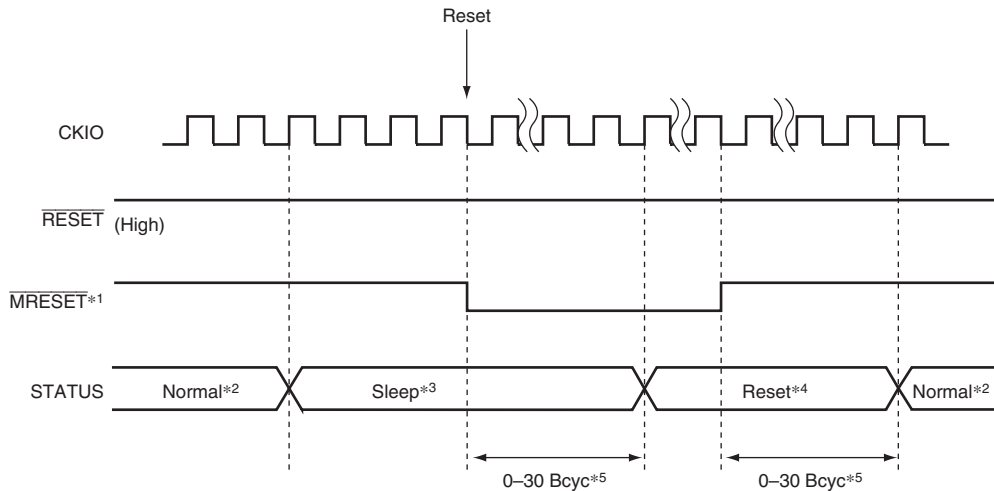 Reset
CKIO
RESET (High)
MRESET*1
STATUS Normal*2 Sleep*3 Reset*4 Normal*2
0–30 Bcyc*5 0–30 Bcyc*5